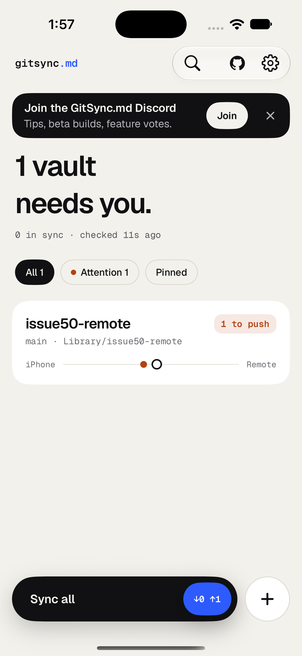 1:57
gitsync.md
Join the GitSync.md Discord
Tips, beta builds, feature votes.
Join
1 vault
needs you.
0 in sync · checked 11s ago
All 1
Attention 1
Pinned
issue50-remote
1 to push
main · Library/issue50-remote
iPhone
Remote
Sync all
↓0 ↑1